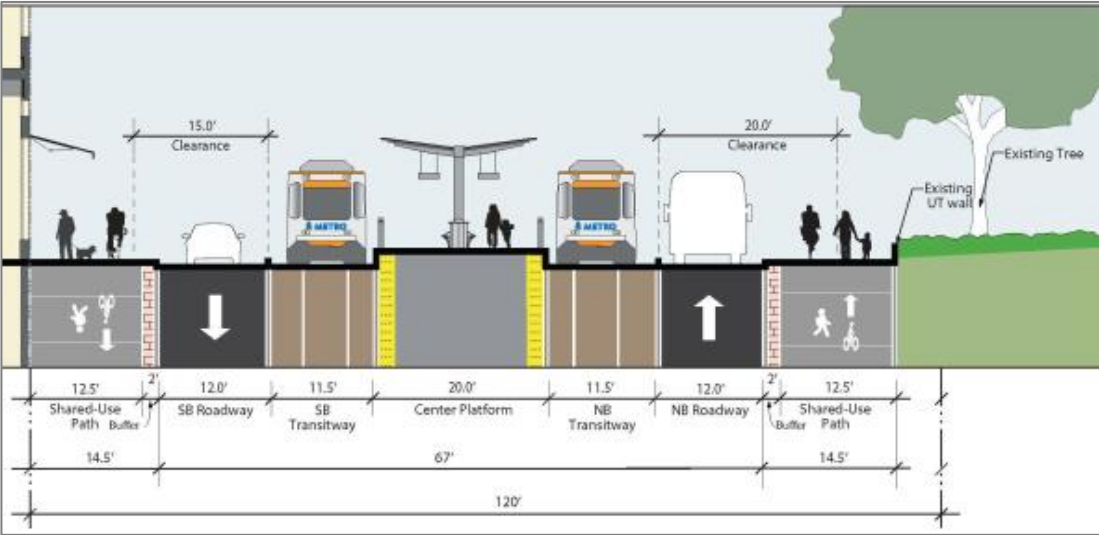 15.0'
Clearance
20.0'
Clearance
Existing Tree
Existing
UT wall
METRO
METRO
12.5'
2'
12.0'
11.5'
20.0'
11.5'
12.0'
2'
12.5'
Shared-Use
Path
Buffer
SB Roadway
SB
Transitway
Center Platform
NB
Transitway
NB Roadway
Buffer
Shared-Use
Path
14.5'
67'
14.5'
120'